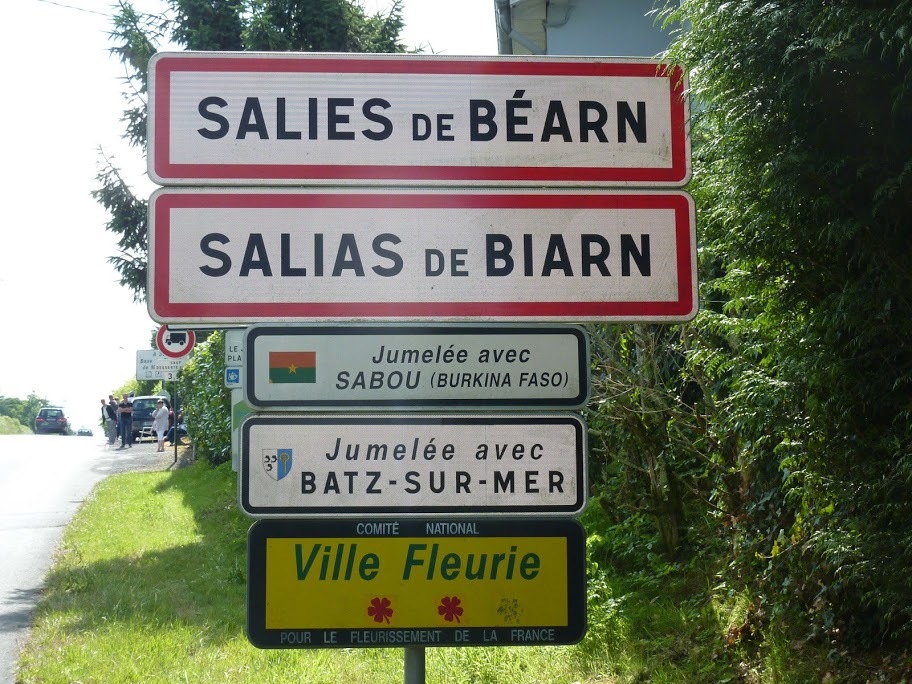 SALIES DE BÉARN
SALIAS DE BIARN
Jumelée avec
SABOU (BURKINA FASO)
Jumelée avec
BATZ-SUR-MER
COMITÉ NATIONAL
Ville Fleurie
POUR LE FLEURISSEMENT DE LA FRANCE